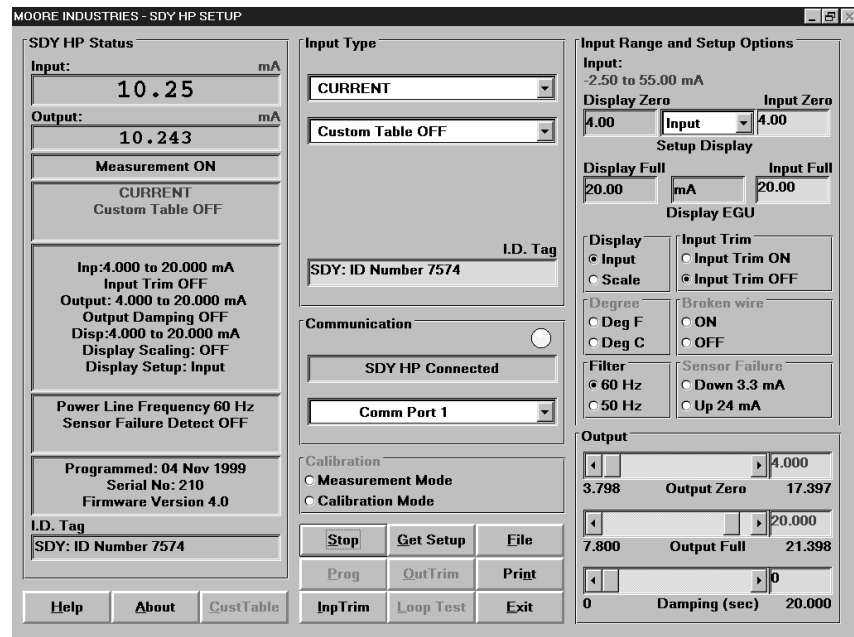 MOORE INDUSTRIES - SDY HP SETUP
SDY HP Status
Input: mA
10.25
Output: mA
10.243
Measurement ON
CURRENT
Custom Table OFF
Inp:4.000 to 20.000 mA
Input Trim OFF
Output: 4.000 to 20.000 mA
Output Damping OFF
Disp:4.000 to 20.000 mA
Display Scaling: OFF
Display Setup: Input
Power Line Frequency 60 Hz
Sensor Failure Detect OFF
Programmed: 04 Nov 1999
Serial No: 210
Firmware Version 4.0
I.D. Tag
SDY: ID Number 7574
Help About CustTable
Input Type
CURRENT
Custom Table OFF
I.D. Tag
SDY: ID Number 7574
Communication
SDY HP Connected
Comm Port 1
Calibration
Measurement Mode
Calibration Mode
Stop Get Setup File
Prog OutTrim Print
InpTrim Loop Test Exit
Input Range and Setup Options
Input:
-2.50 to 55.00 mA
Display Zero Input Zero
4.00 Input 4.00
Setup Display
Display Full Input Full
20.00 mA 20.00
Display EGU
Display
Input
Scale
Input Trim
Input Trim ON
Input Trim OFF
Degree
Deg F
Deg C
Broken wire
ON
OFF
Filter
60 Hz
50 Hz
Sensor Failure
Down 3.3 mA
Up 24 mA
Output
4.000
3.798 Output Zero 17.397
20.000
7.800 Output Full 21.398
0
0 Damping (sec) 20.000